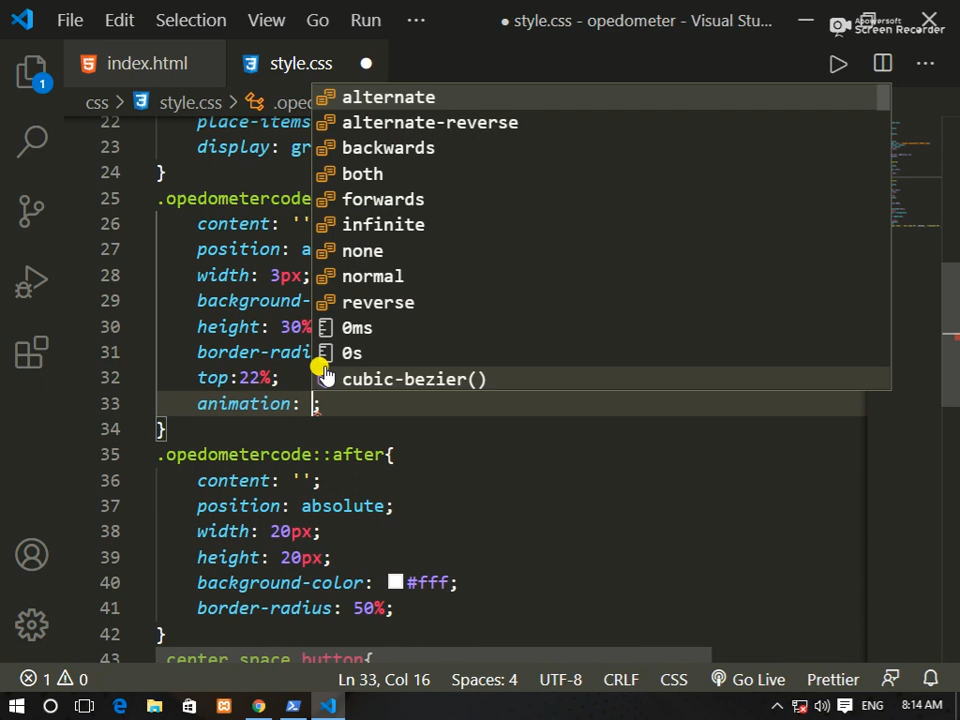 File Edit Selection View Go Run ··· ● style.css - opedometer - Visual Stu...
Apowersoft
Screen Recorder
index.html style.css ●
css > style.css > .oped
alternate
alternate-reverse
backwards
both
forwards
infinite
none
normal
reverse
0ms
0s
cubic-bezier()
22 place-items
23 display: gr
24 }
25 .opedometercode
26 content: ''
27 position: a
28 width: 3px;
29 background-
30 height: 30%
31 border-radi
32 top:22%;
33 animation: ;
34 }
35 .opedometercode::after{
36 content: '';
37 position: absolute;
38 width: 20px;
39 height: 20px;
40 background-color: #fff;
41 border-radius: 50%;
42 }
43 .center_space button{
1
1 0 Ln 33, Col 16 Spaces: 4 UTF-8 CRLF CSS Go Live Prettier
ENG 8:14 AM